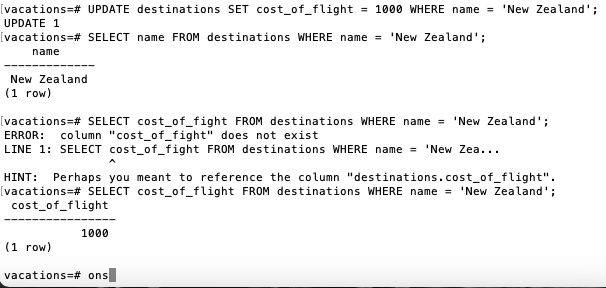 vacations=# UPDATE destinations SET cost_of_flight = 1000 WHERE name = 'New Zealand';
UPDATE 1
vacations=# SELECT name FROM destinations WHERE name = 'New Zealand';
    name
-------------
 New Zealand
(1 row)

vacations=# SELECT cost_of_fight FROM destinations WHERE name = 'New Zealand';
ERROR:  column "cost_of_fight" does not exist
LINE 1: SELECT cost_of_fight FROM destinations WHERE name = 'New Zea...
               ^
HINT:  Perhaps you meant to reference the column "destinations.cost_of_flight".
vacations=# SELECT cost_of_flight FROM destinations WHERE name = 'New Zealand';
 cost_of_flight
----------------
           1000
(1 row)

vacations=# ons